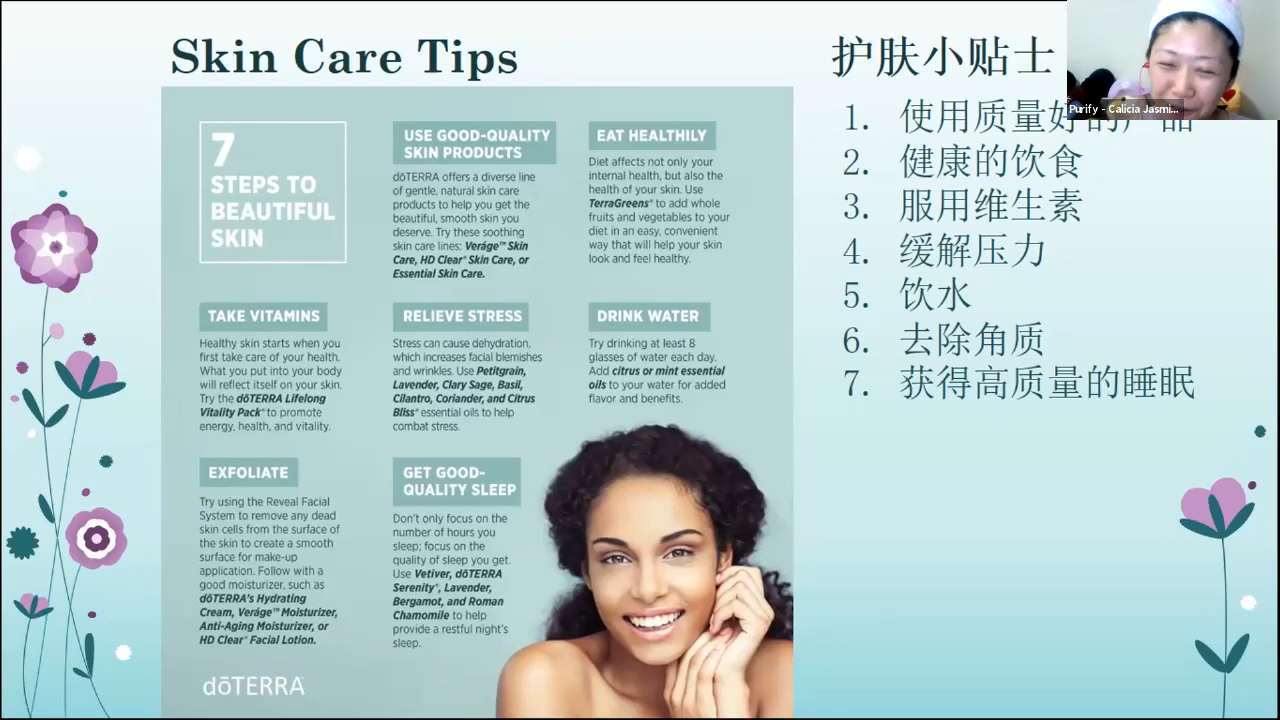 Skin Care Tips
7
STEPS TO
BEAUTIFUL
SKIN
USE GOOD-QUALITY
SKIN PRODUCTS
dōTERRA offers a diverse line
of gentle, natural skin care
products to help you get the
beautiful, smooth skin you
deserve. Try these soothing
skin care lines: Veráge™ Skin
Care, HD Clear® Skin Care, or
Essential Skin Care.
EAT HEALTHILY
Diet affects not only your
internal health, but also the
health of your skin. Use
TerraGreens® to add whole
fruits and vegetables to your
diet in an easy, convenient
way that will help your skin
look and feel healthy.
TAKE VITAMINS
Healthy skin starts when you
first take care of your health.
What you put into your body
will reflect itself on your skin.
Try the dōTERRA Lifelong
Vitality Pack® to promote
energy, health, and vitality.
RELIEVE STRESS
Stress can cause dehydration,
which increases facial blemishes
and wrinkles. Use Petitgrain,
Lavender, Clary Sage, Basil,
Cilantro, Coriander, and Citrus
Bliss® essential oils to help
combat stress.
DRINK WATER
Try drinking at least 8
glasses of water each day.
Add citrus or mint essential
oils to your water for added
flavor and benefits.
EXFOLIATE
Try using the Reveal Facial
System to remove any dead
skin cells from the surface of
the skin to create a smooth
surface for make-up
application. Follow with a
good moisturizer, such as
dōTERRA's Hydrating
Cream, Veráge™ Moisturizer,
Anti-Aging Moisturizer, or
HD Clear® Facial Lotion.
GET GOOD-
QUALITY SLEEP
Don't only focus on the
number of hours you
sleep; focus on the
quality of sleep you get.
Use Vetiver, dōTERRA
Serenity®, Lavender,
Bergamot, and Roman
Chamomile to help
provide a restful night's
sleep.
dōTERRA
护肤小贴士
1. 使用质量好的产品
2. 健康的饮食
3. 服用维生素
4. 缓解压力
5. 饮水
6. 去除角质
7. 获得高质量的睡眠
Purify - Calicia Jasmi...